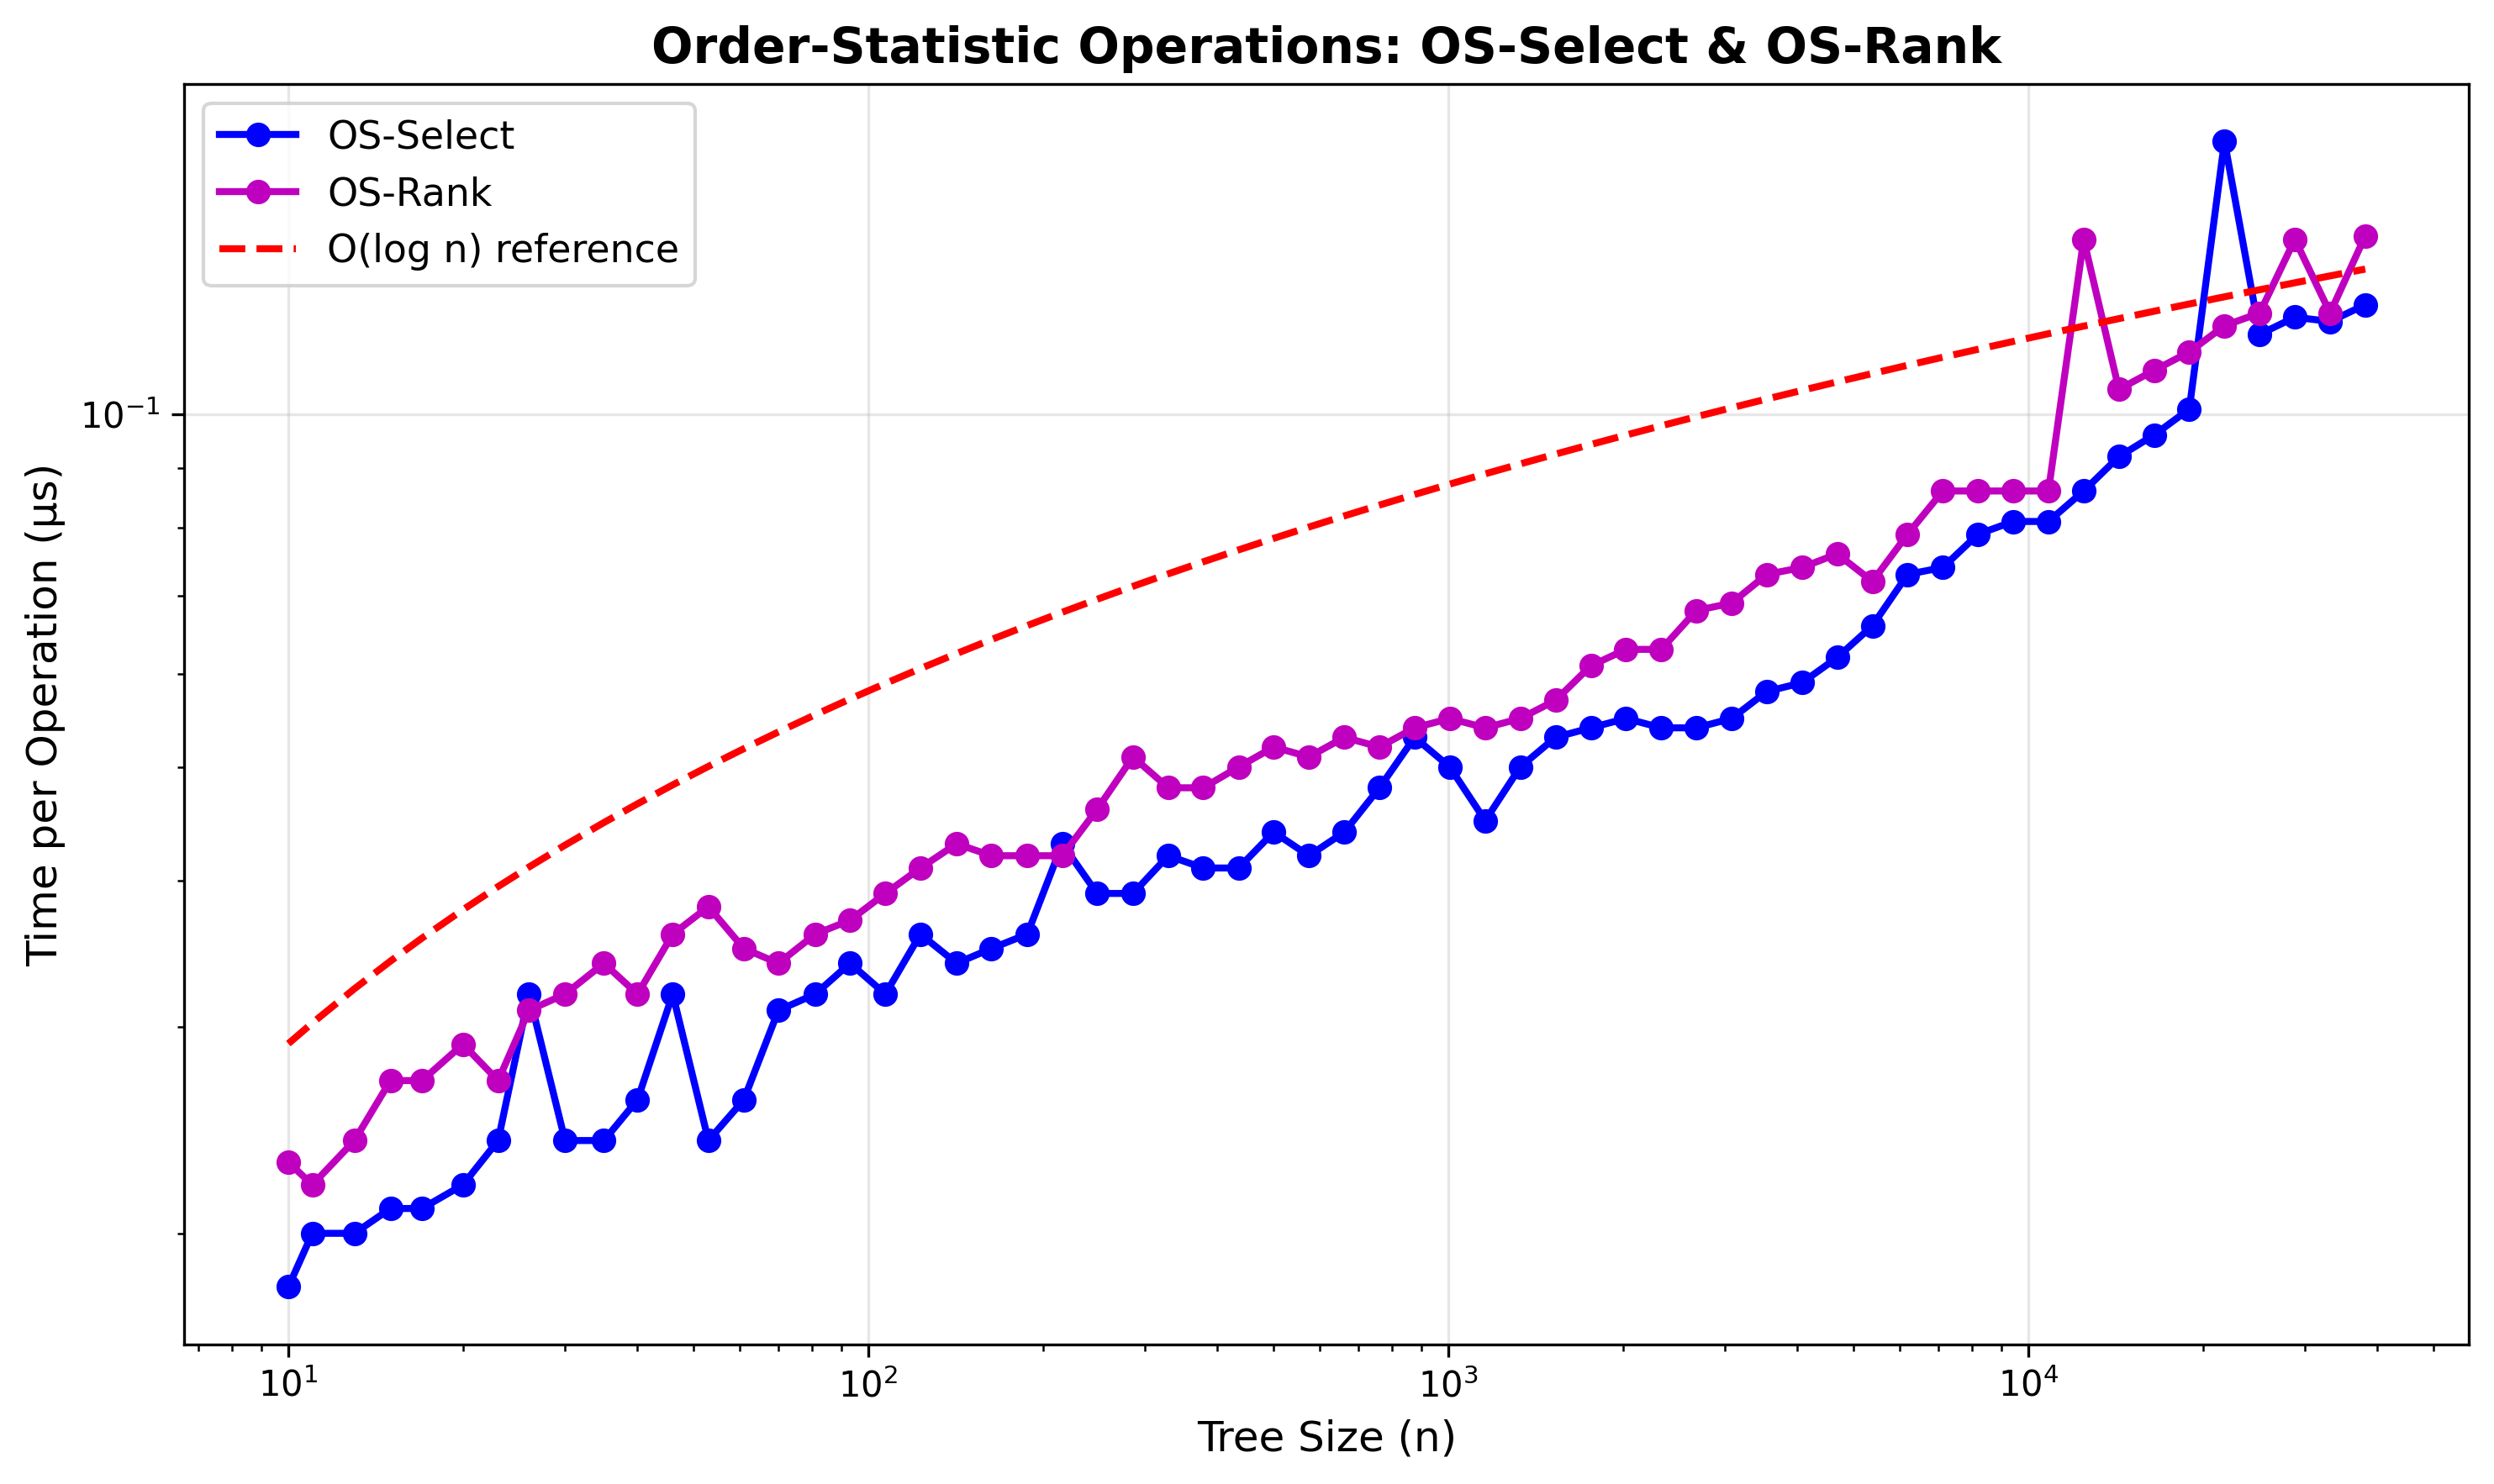 Order-Statistic Operations: OS-Select & OS-Rank
OS-Select
OS-Rank
O(log n) reference
Time per Operation (μs)
10⁻¹
10¹
10²
10³
10⁴
Tree Size (n)